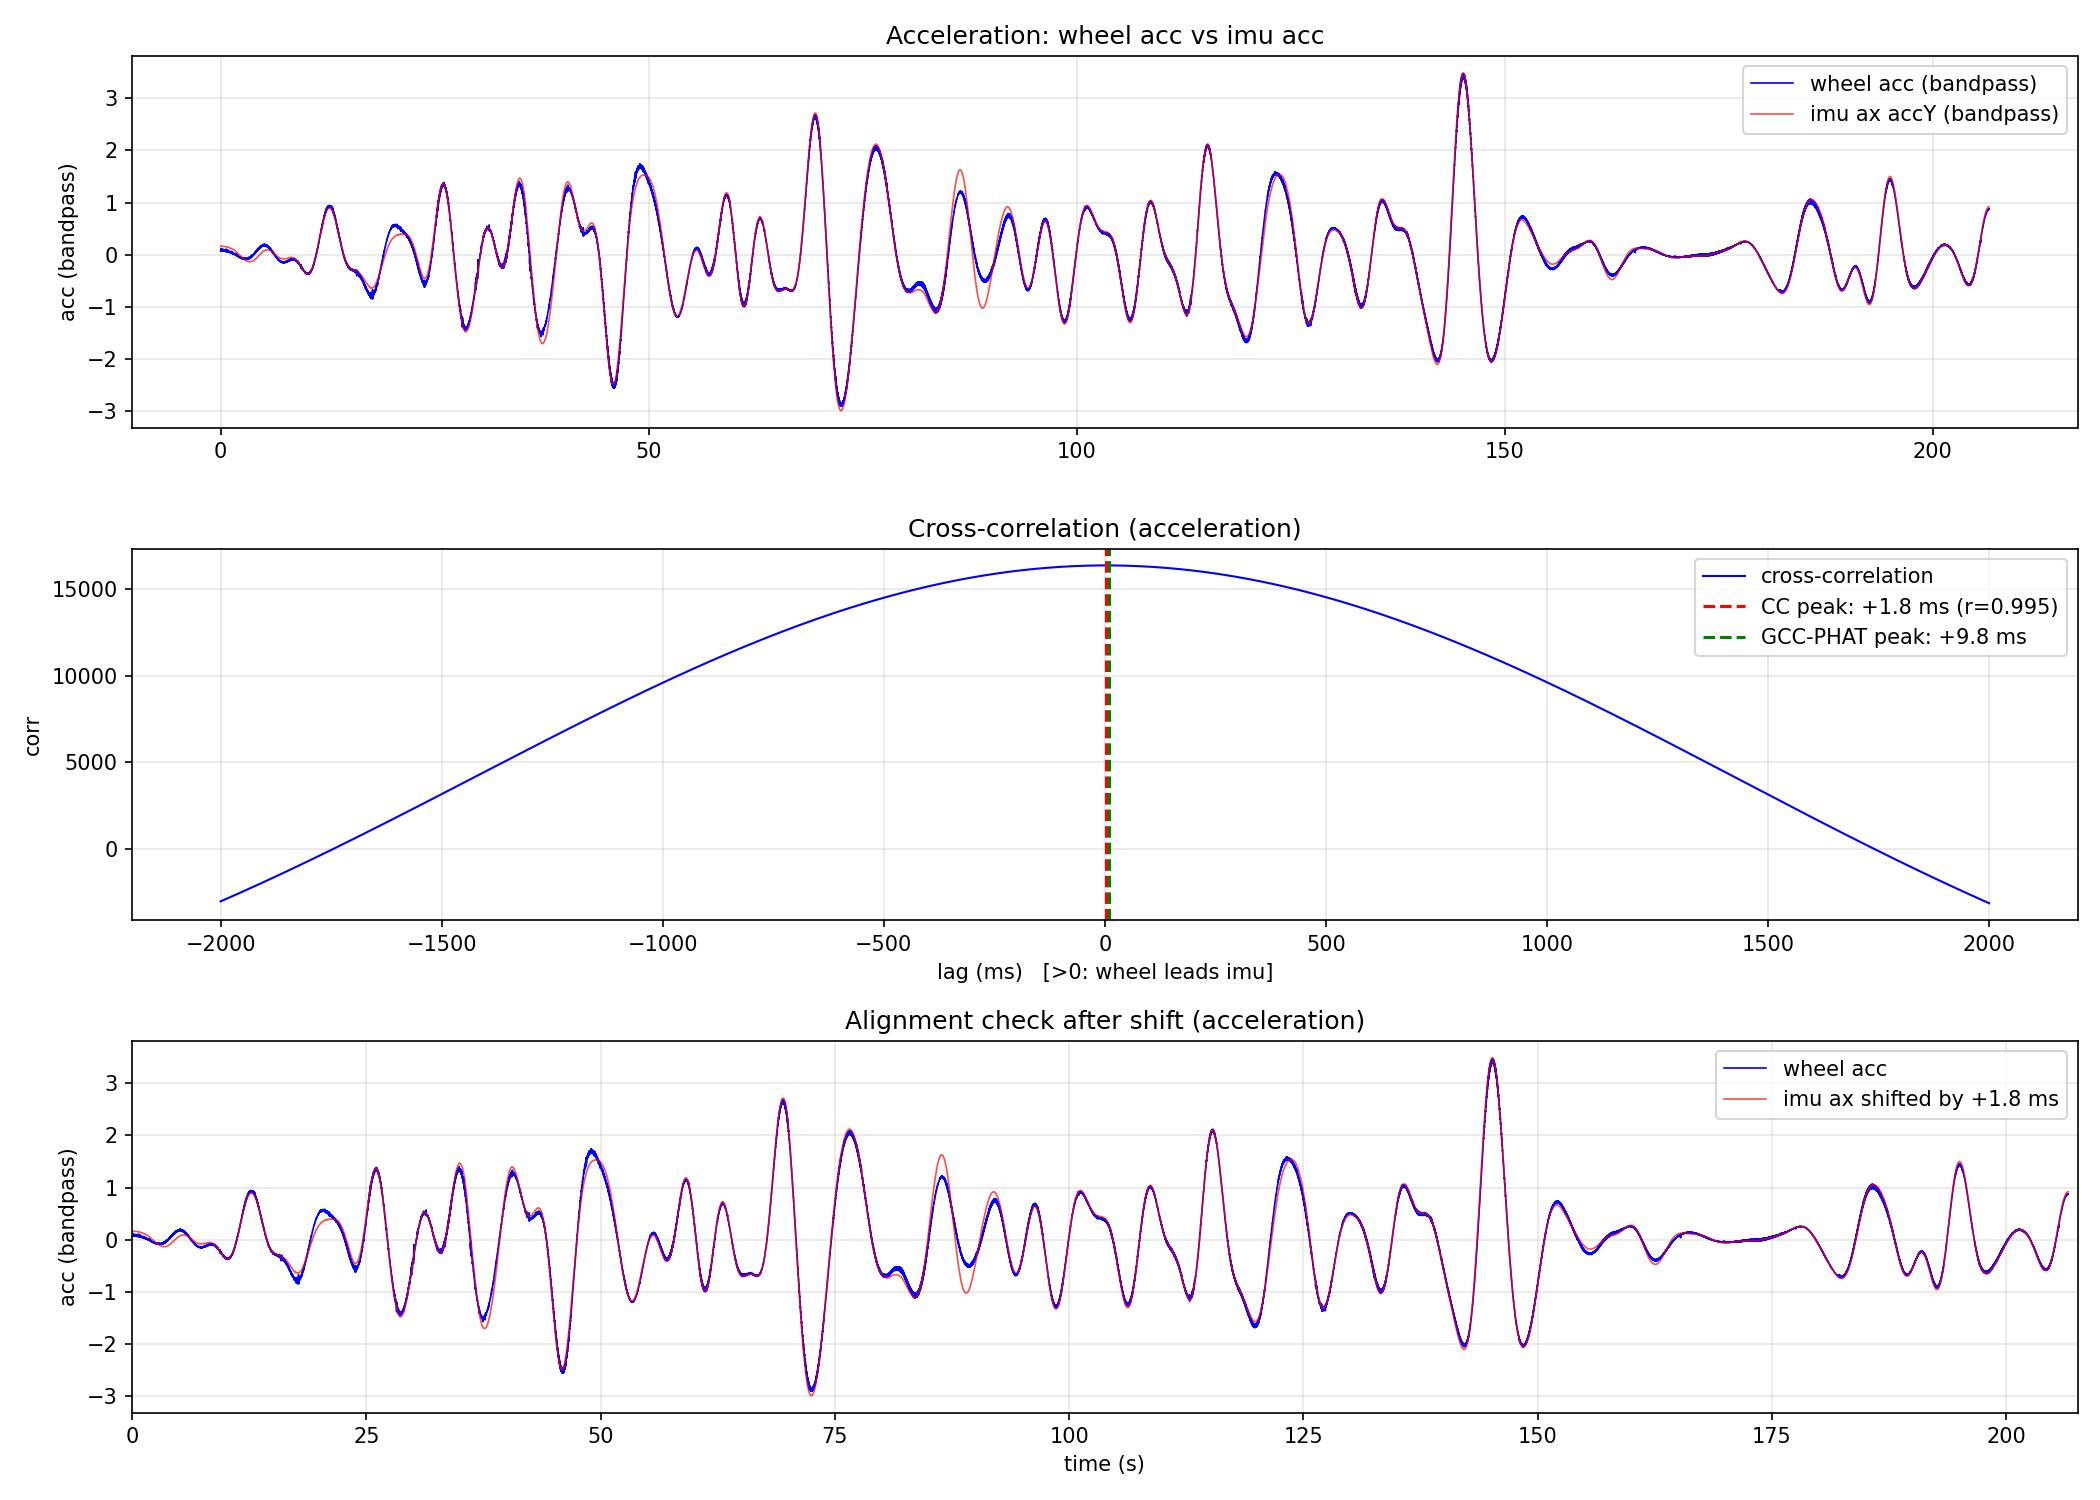 Acceleration: wheel acc vs imu acc
wheel acc (bandpass)
imu ax accY (bandpass)
acc (bandpass)
3
2
1
0
−1
−2
−3
0 50 100 150 200
Cross-correlation (acceleration)
cross-correlation
CC peak: +1.8 ms (r=0.995)
GCC-PHAT peak: +9.8 ms
corr
15000
10000
5000
0
−2000 −1500 −1000 −500 0 500 1000 1500 2000
lag (ms)   [>0: wheel leads imu]
Alignment check after shift (acceleration)
wheel acc
imu ax shifted by +1.8 ms
acc (bandpass)
3
2
1
0
−1
−2
−3
0 25 50 75 100 125 150 175 200
time (s)